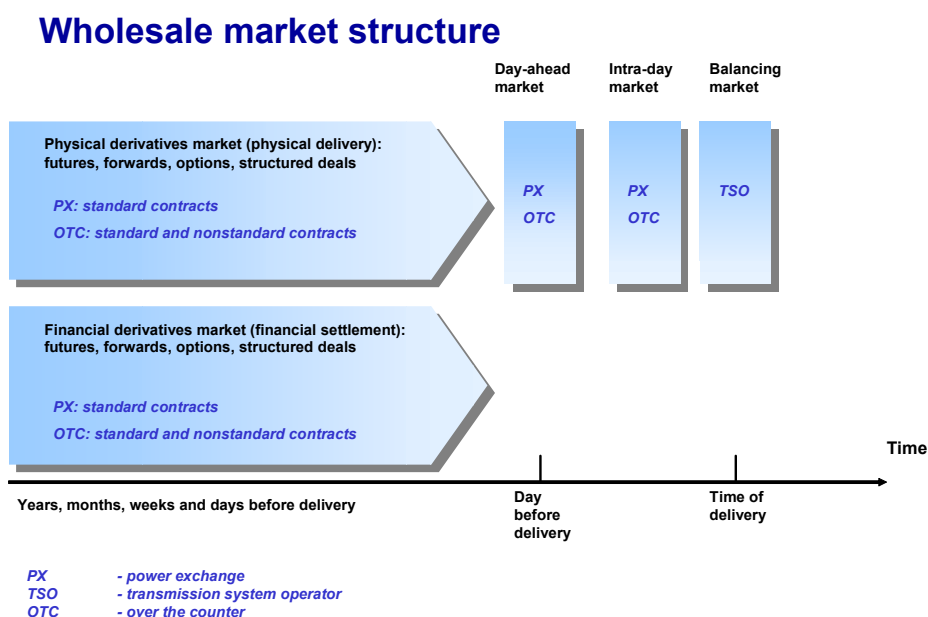 Wholesale market structure
Day-ahead
market
Intra-day
market
Balancing
market
Physical derivatives market (physical delivery):
futures, forwards, options, structured deals
PX: standard contracts
OTC: standard and nonstandard contracts
PX
OTC
PX
OTC
TSO
Financial derivatives market (financial settlement):
futures, forwards, options, structured deals
PX: standard contracts
OTC: standard and nonstandard contracts
Time
Years, months, weeks and days before delivery
Day
before
delivery
Time of
delivery
PX - power exchange
TSO - transmission system operator
OTC - over the counter